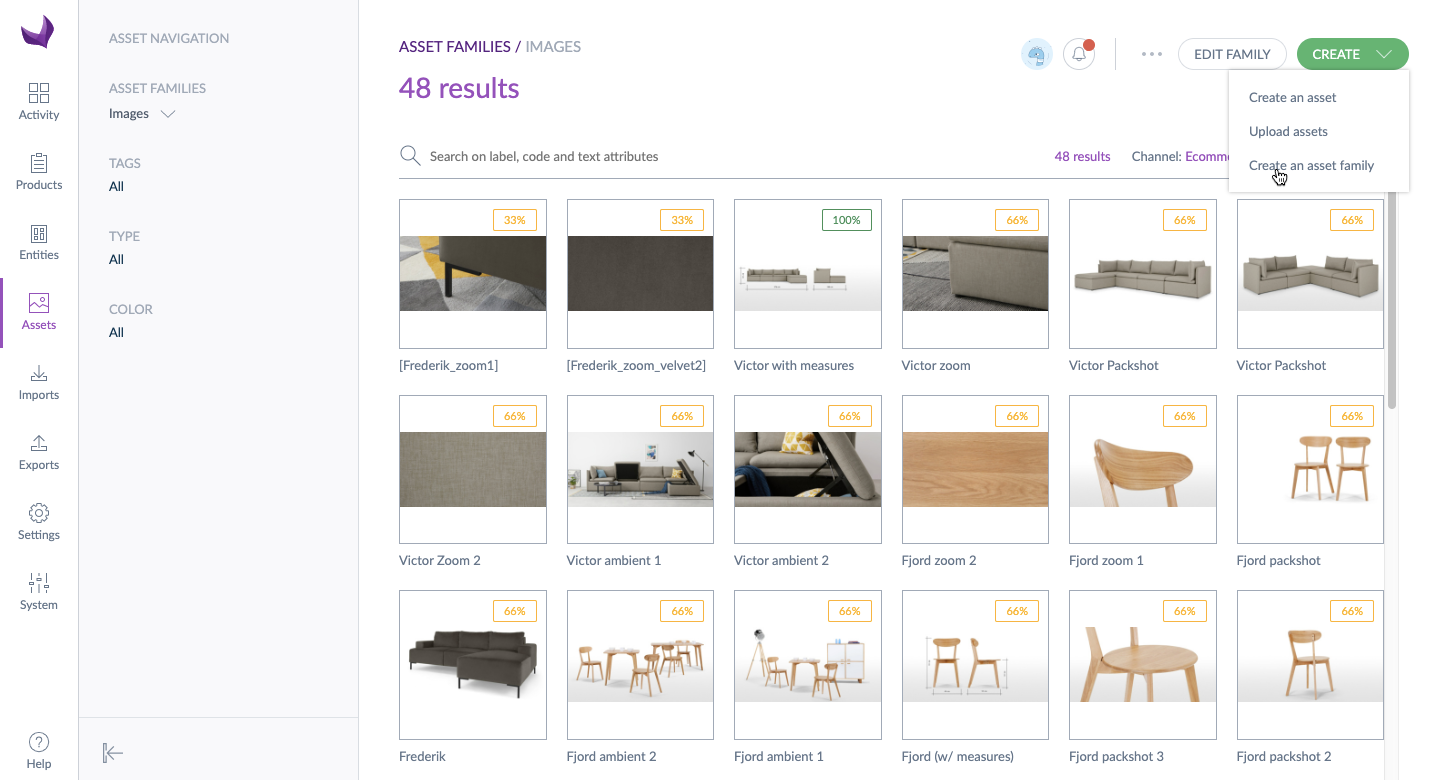 Activity
Products
Entities
Assets
Imports
Exports
Settings
System
Help
ASSET NAVIGATION
ASSET FAMILIES
Images
TAGS
All
TYPE
All
COLOR
All
ASSET FAMILIES / IMAGES
48 results
EDIT FAMILY
CREATE
Create an asset
Upload assets
Create an asset family
Search on label, code and text attributes
48 results
Channel: Ecomme
33%
33%
100%
66%
66%
66%
[Frederik_zoom1]
[Frederik_zoom_velvet2]
Victor with measures
Victor zoom
Victor Packshot
Victor Packshot
66%
66%
66%
66%
66%
66%
Victor Zoom 2
Victor ambient 1
Victor ambient 2
Fjord zoom 2
Fjord zoom 1
Fjord packshot
66%
66%
66%
66%
66%
66%
Frederik
Fjord ambient 2
Fjord ambient 1
Fjord (w/ measures)
Fjord packshot 3
Fjord packshot 2